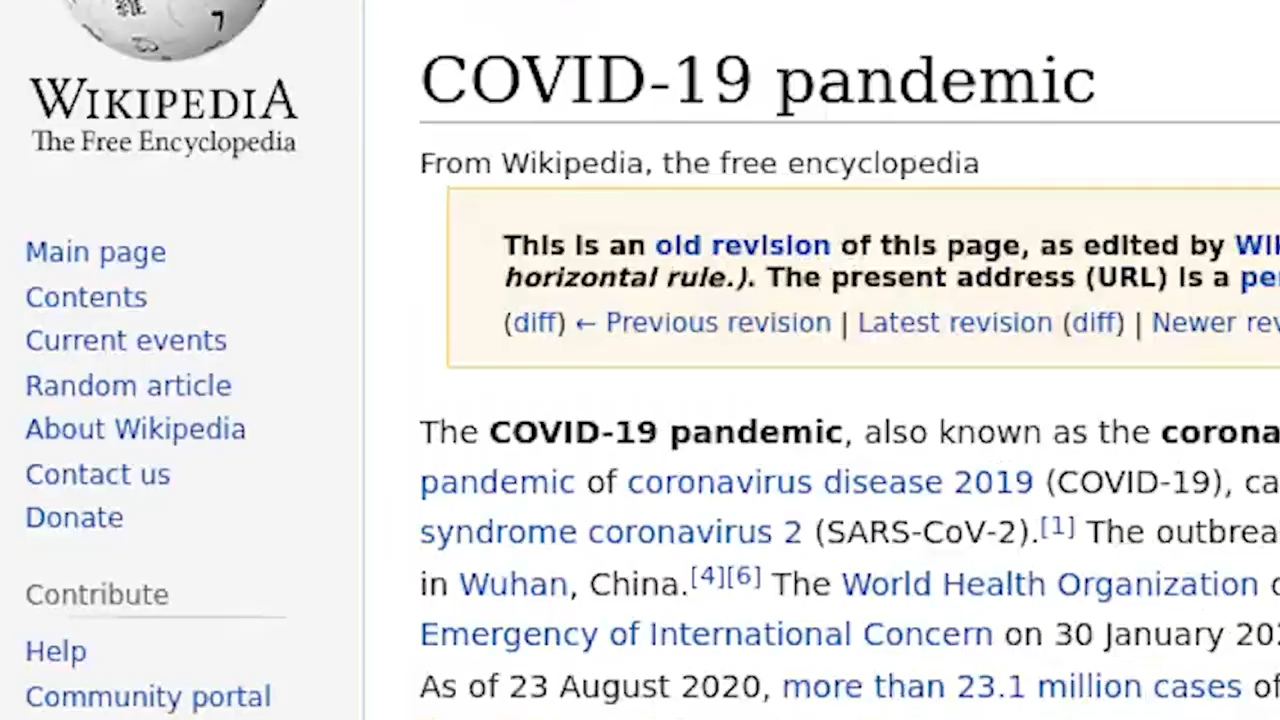 WIKIPEDIA
The Free Encyclopedia
Main page
Contents
Current events
Random article
About Wikipedia
Contact us
Donate
Contribute
Help
Community portal
COVID-19 pandemic
From Wikipedia, the free encyclopedia
This is an old revision of this page, as edited by
horizontal rule.). The present address (URL) is a
(diff) ← Previous revision | Latest revision (diff) | Newer
The COVID-19 pandemic, also known as the
pandemic of coronavirus disease 2019 (COVID-19),
syndrome coronavirus 2 (SARS-CoV-2).[1] The
in Wuhan, China.[4][6] The World Health Organization
Emergency of International Concern on 30 January
As of 23 August 2020, more than 23.1 million cases of